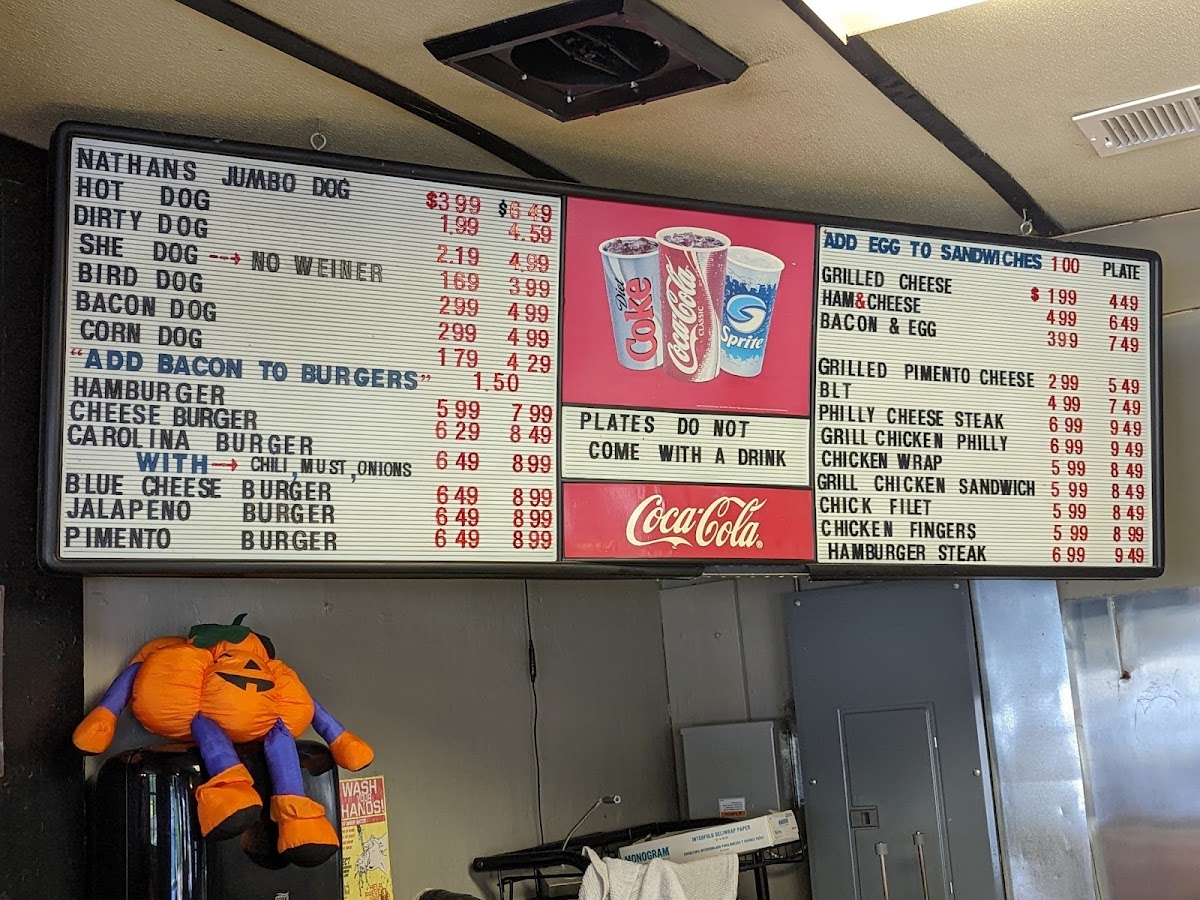 NATHANS JUMBO DOG $3 99 $6 49
HOT DOG 1.99 4.59
DIRTY DOG 2.19 4.99
SHE DOG --→ NO WEINER 1 69 3 99
BIRD DOG 2 99 4 99
BACON DOG 2 99 4 99
CORN DOG 1 79 4 29
"ADD BACON TO BURGERS" 1.50
HAMBURGER 5 99 7 99
CHEESE BURGER 6 29 8 49
CAROLINA BURGER 6 49 8 99
WITH --→ CHILI, MUST, ONIONS
BLUE CHEESE BURGER 6 49 8 99
JALAPENO BURGER 6 49 8 99
PIMENTO BURGER 6 49 8 99
Diet Coke
Coca-Cola CLASSIC
Sprite
PLATES DO NOT
COME WITH A DRINK
Coca-Cola®
ADD EGG TO SANDWICHES 1 00 PLATE
GRILLED CHEESE $ 1 99 4 49
HAM&CHEESE 4 99 6 49
BACON & EGG 3 99 7 49
GRILLED PIMENTO CHEESE 2 99 5 49
BLT 4 99 7 49
PHILLY CHEESE STEAK 6 99 9 49
GRILL CHICKEN PHILLY 6 99 9 49
CHICKEN WRAP 5 99 8 49
GRILL CHICKEN SANDWICH 5 99 8 49
CHICK FILET 5 99 8 49
CHICKEN FINGERS 5 99 8 99
HAMBURGER STEAK 6 99 9 49
WASH
YOUR
HANDS!
MONOGRAM
INTERFOLD DELIWRAP PAPER